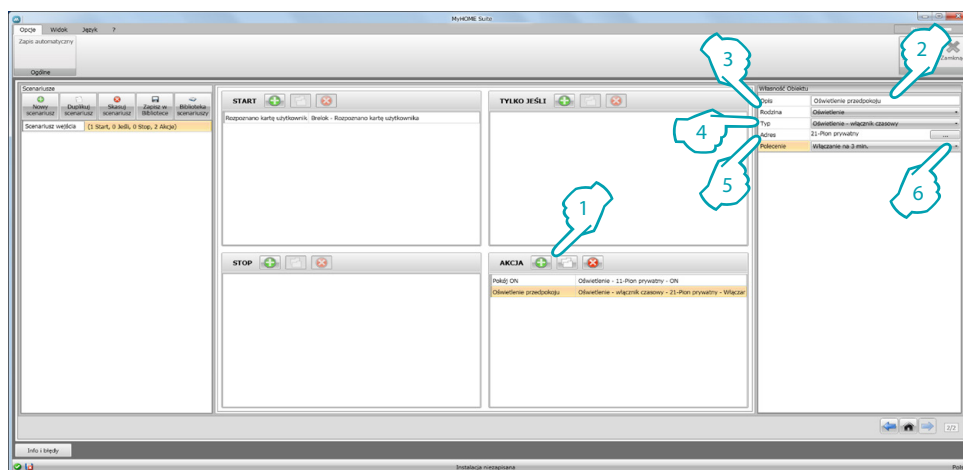 MyHOME Suite
Opcje Widok Język ?
Zapis automatyczny
Ogólne
Zamknij
2
3
4
5
6
1
Scenariusze
Nowy scenariusz
Duplikuj scenariusz
Skasuj scenariusz
Zapisz w Bibliotece
Biblioteka scenariuszy
Scenariusz wejścia (1 Start, 0 Jeśli, 0 Stop, 2 Akcje)
START
Rozpoznano kartę użytkownik. Brelok - Rozpoznano kartę użytkownika
TYLKO JEŚLI
STOP
AKCJA
Pokój ON Oświetlenie - 11-Pion prywatny - ON
Oświetlenie przedpokoju Oświetlenie - włącznik czasowy - 21-Pion prywatny - Włączar
Własność Obiektu
Opis Oświetlenie przedpokoju
Rodzina Oświetlenie
Typ Oświetlenie - włącznik czasowy
Adres 21-Pion prywatny ...
Polecenie Włączanie na 3 min.
2/2
Info i błędy
Instalacja niezapisana